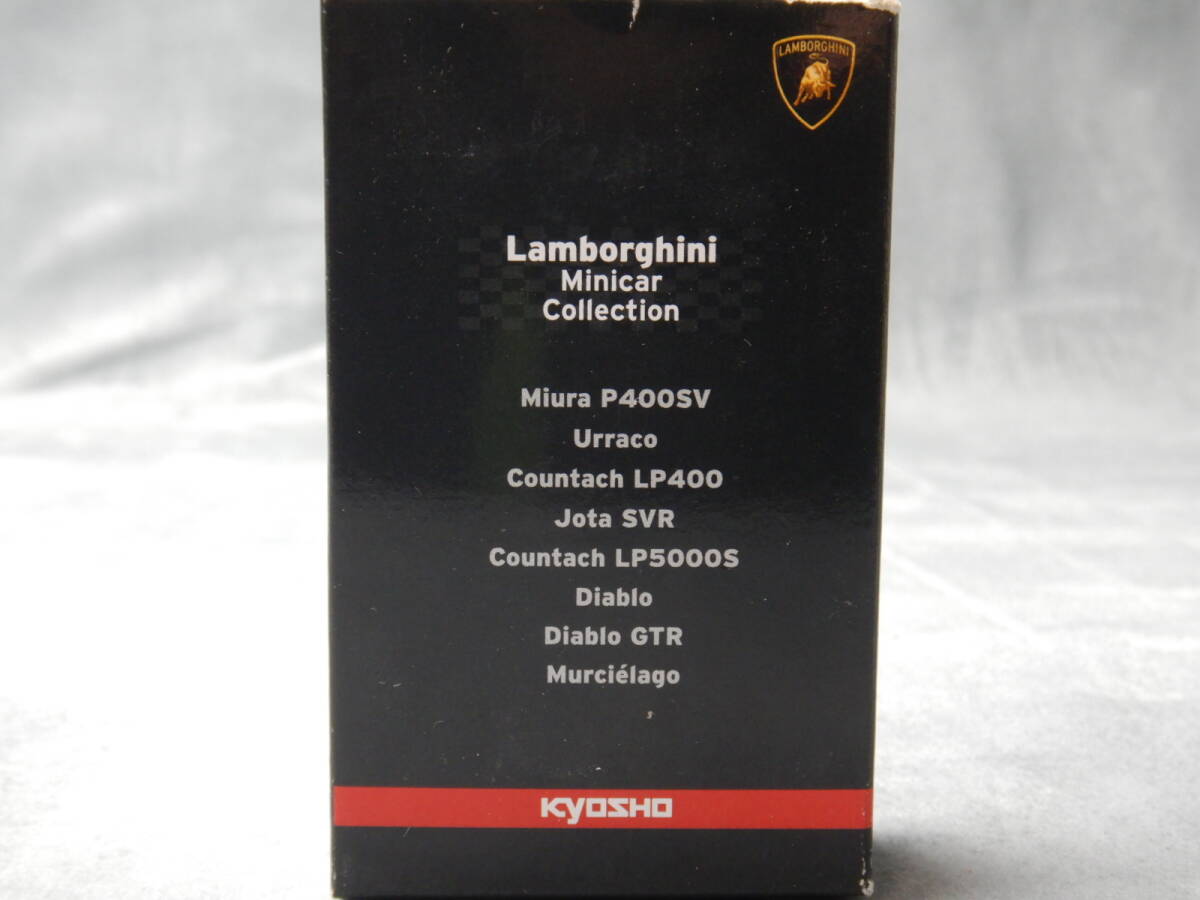 LAMBORGHINI
Lamborghini
Minicar
Collection
Miura P400SV
Urraco
Countach LP400
Jota SVR
Countach LP5000S
Diablo
Diablo GTR
Murciélago
KYOSHO